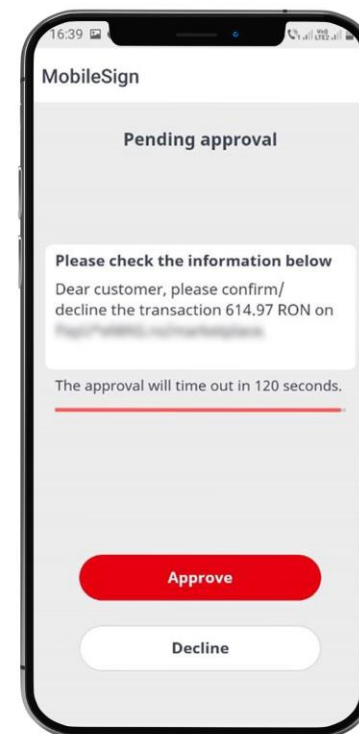 16:39
MobileSign
Pending approval
Please check the information below
Dear customer, please confirm/
decline the transaction 614.97 RON on
The approval will time out in 120 seconds.
Approve
Decline